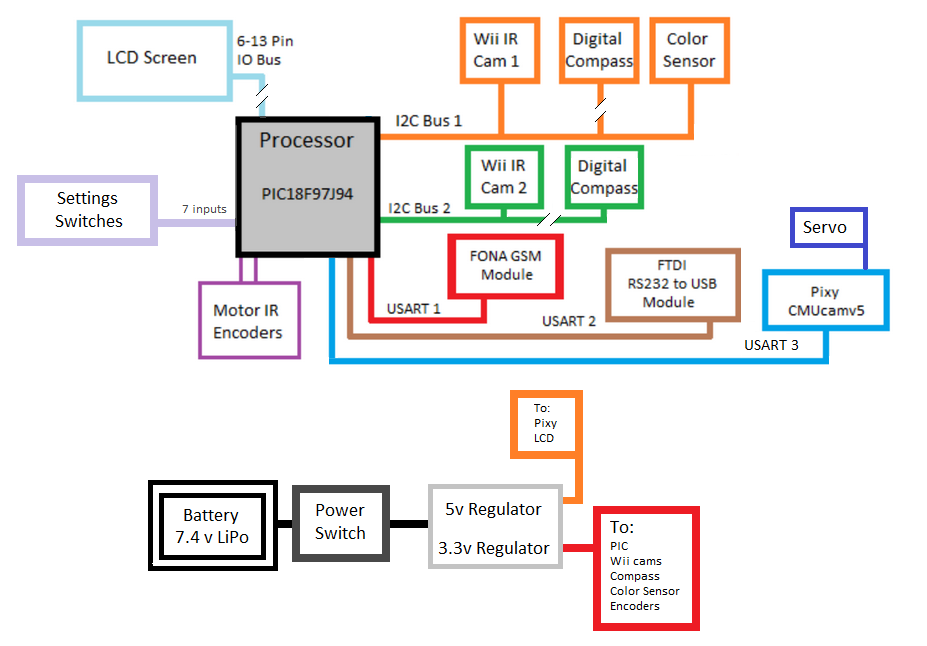 LCD Screen
6-13 Pin
IO Bus
Wii IR
Cam 1
Digital
Compass
Color
Sensor
I2C Bus 1
Processor
PIC18F97J94
Wii IR
Cam 2
Digital
Compass
I2C Bus 2
Settings
Switches
7 inputs
Servo
FONA GSM
Module
FTDI
RS232 to USB
Module
Pixy
CMUcamv5
Motor IR
Encoders
USART 1
USART 2
USART 3
To:
Pixy
LCD
Battery
7.4 v LiPo
Power
Switch
5v Regulator
3.3v Regulator
To:
PIC
Wii cams
Compass
Color Sensor
Encoders